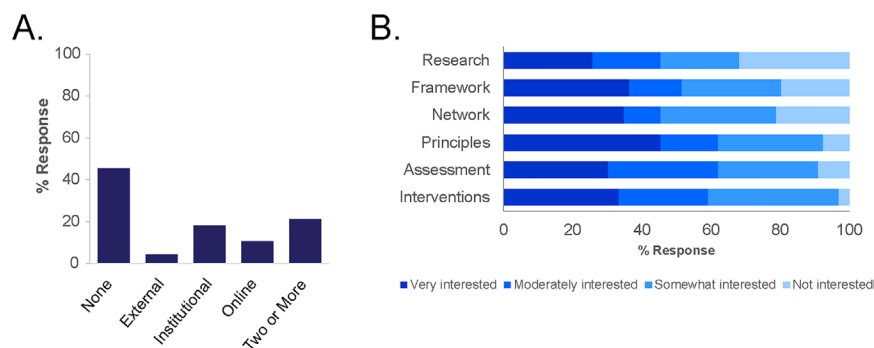 A.
100
80
60
40
20
0
% Response
None
External
Institutional
Online
Two or More
B.
Research
Framework
Network
Principles
Assessment
Interventions
0 20 40 60 80 100
% Response
Very interested Moderately interested Somewhat interested Not interested